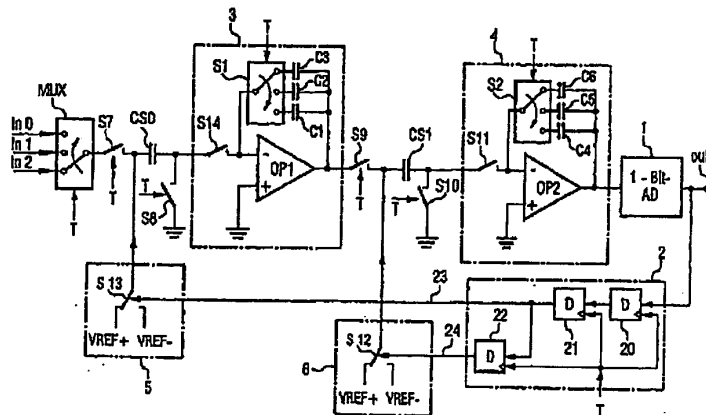 3
T
S1
C3
C2
C1
4
T
S2
C6
C5
C4
MUX
In 0
In 1
In 2
S7
CS0
S14
T
T
T
S8
OP1
S9
T
CS1
T
S10
S11
OP2
1
1-Bit-
AD
out
2
23
S 13
VREF+
VREF-
5
24
S 12
VREF+
VREF-
6
22
D
D
21
D
20
T